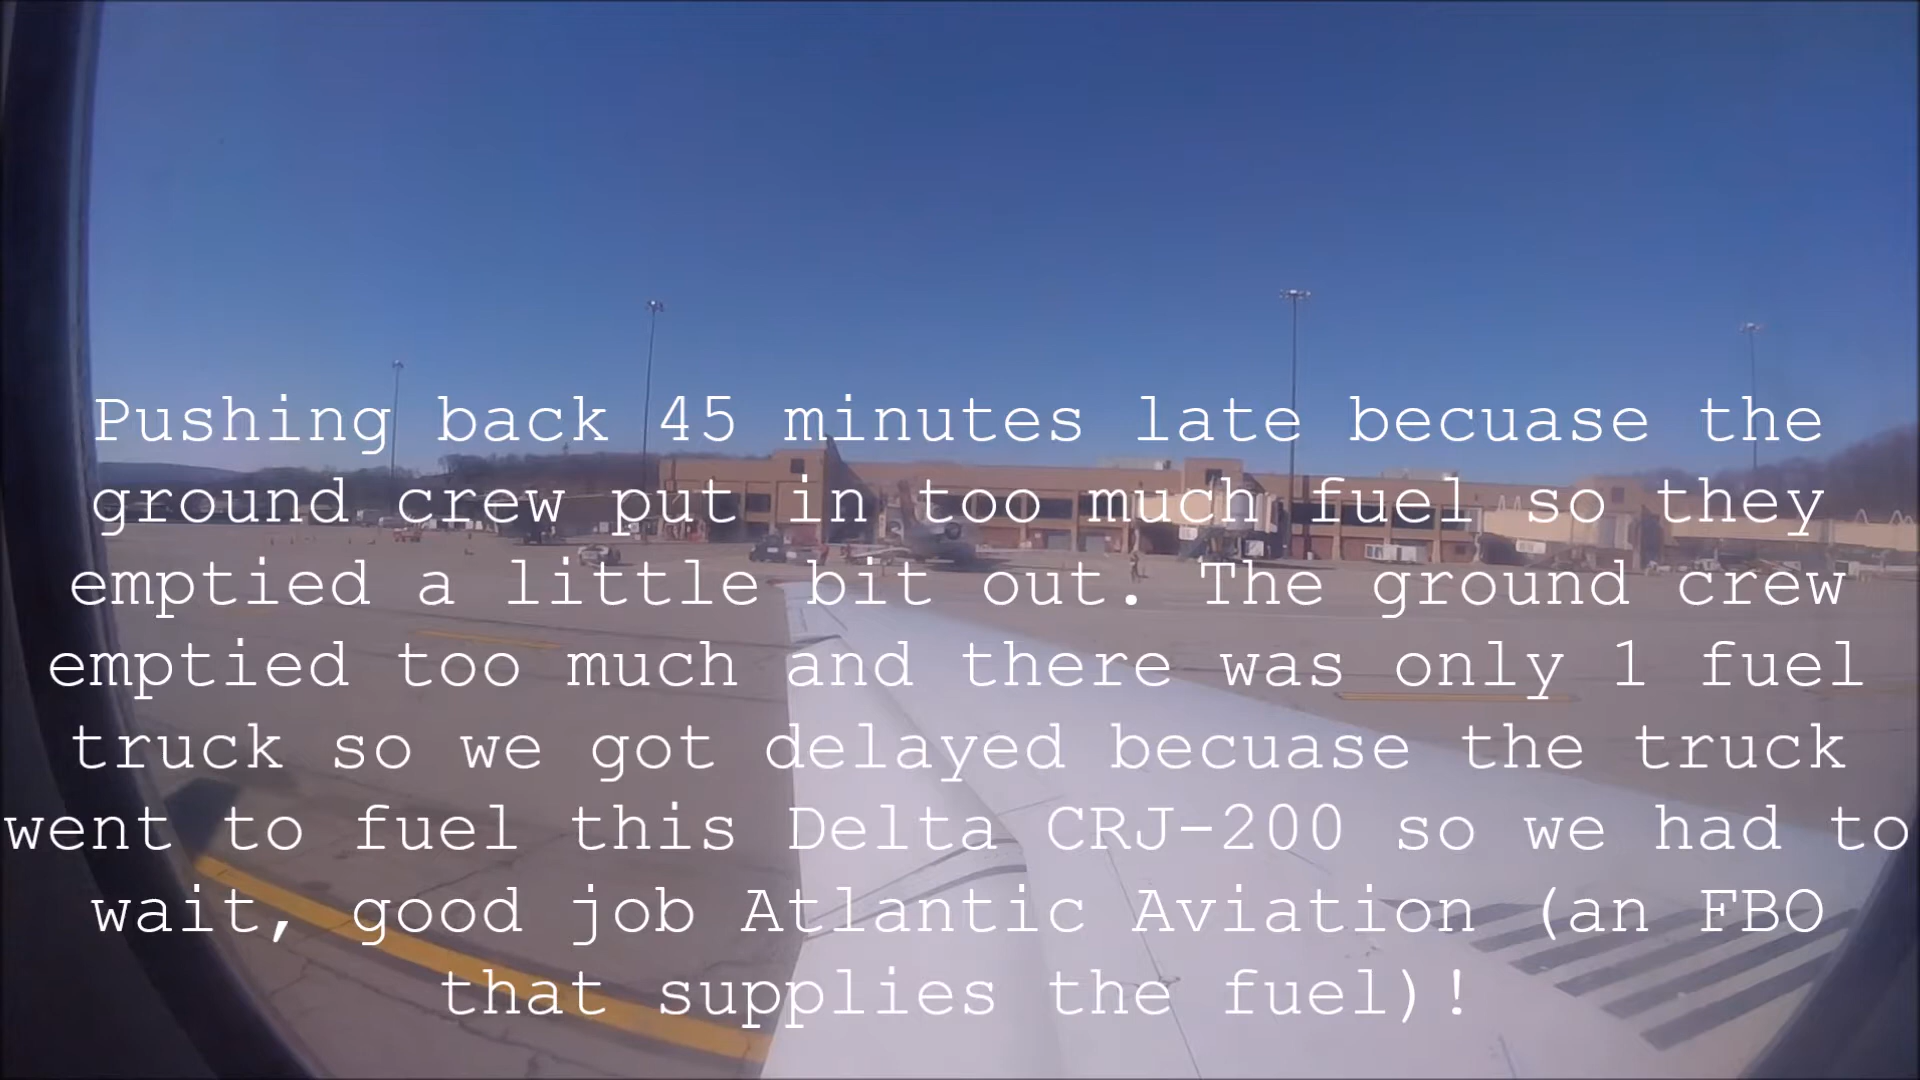 Pushing back 45 minutes late becuase the
ground crew put in too much fuel so they
emptied a little bit out. The ground crew
emptied too much and there was only 1 fuel
truck so we got delayed becuase the truck
went to fuel this Delta CRJ-200 so we had to
wait, good job Atlantic Aviation (an FBO
that supplies the fuel)!